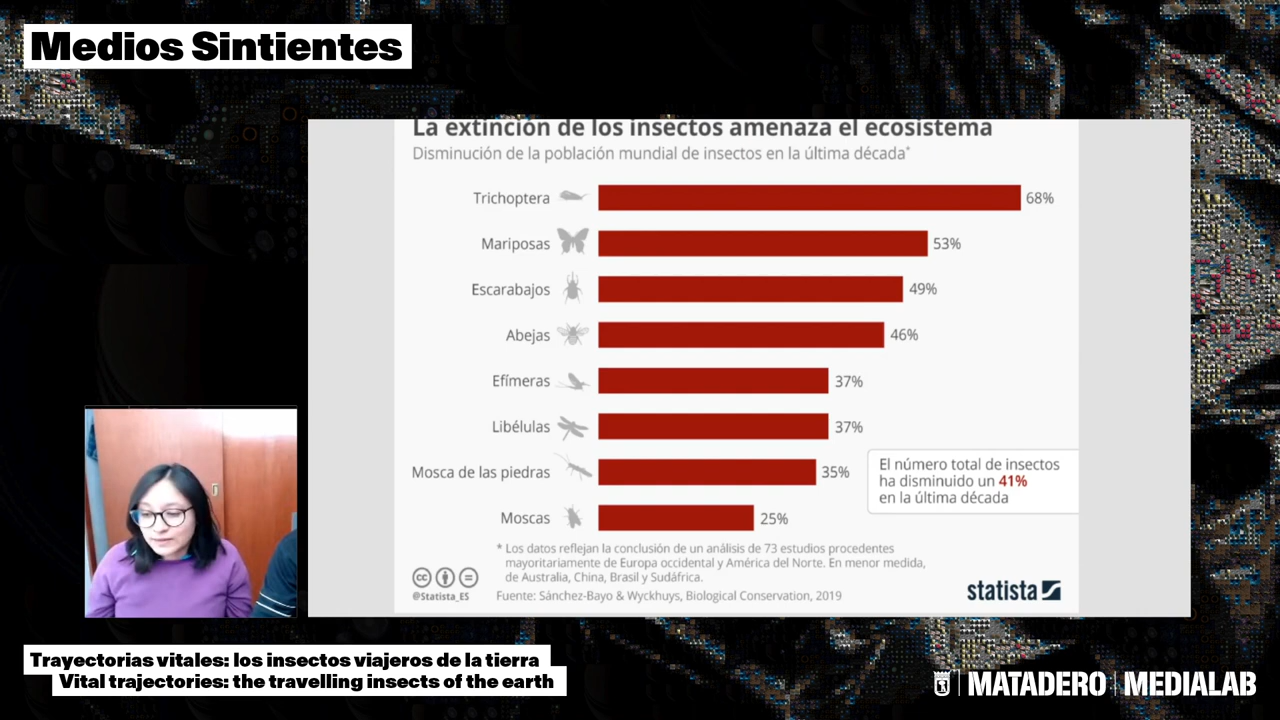 Medios Sintientes
La extinción de los insectos amenaza el ecosistema
Disminución de la población mundial de insectos en la última década*
Trichoptera 68%
Mariposas 53%
Escarabajos 49%
Abejas 46%
Efímeras 37%
Libélulas 37%
Mosca de las piedras 35%
Moscas 25%
El número total de insectos
ha disminuido un 41%
en la última década
* Los datos reflejan la conclusión de un análisis de 73 estudios procedentes
mayoritariamente de Europa occidental y América del Norte. En menor medida,
de Australia, China, Brasil y Sudáfrica.
@Statista_ES
Fuente: Sánchez-Bayo & Wyckhuys, Biological Conservation, 2019
statista
Trayectorias vitales: los insectos viajeros de la tierra
Vital trajectories: the travelling insects of the earth
MATADERO | MEDIALAB